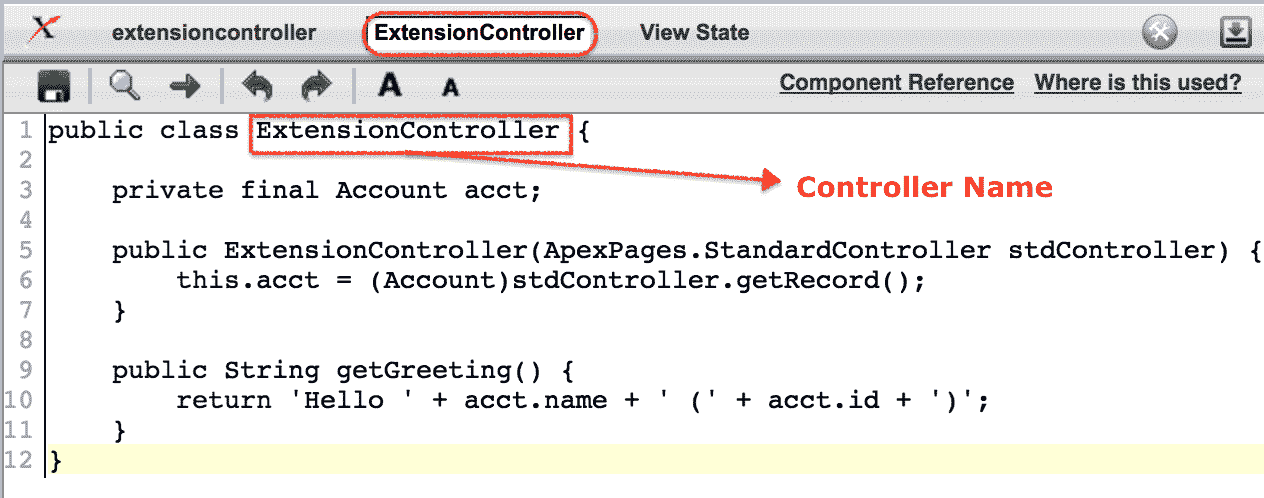 extensioncontroller ExtensionController View State
A A Component Reference Where is this used?
1 public class ExtensionController {
2
3 private final Account acct;
4
5 public ExtensionController(ApexPages.StandardController stdController) {
6 this.acct = (Account)stdController.getRecord();
7 }
8
9 public String getGreeting() {
10 return 'Hello ' + acct.name + ' (' + acct.id + ')';
11 }
12 }
Controller Name